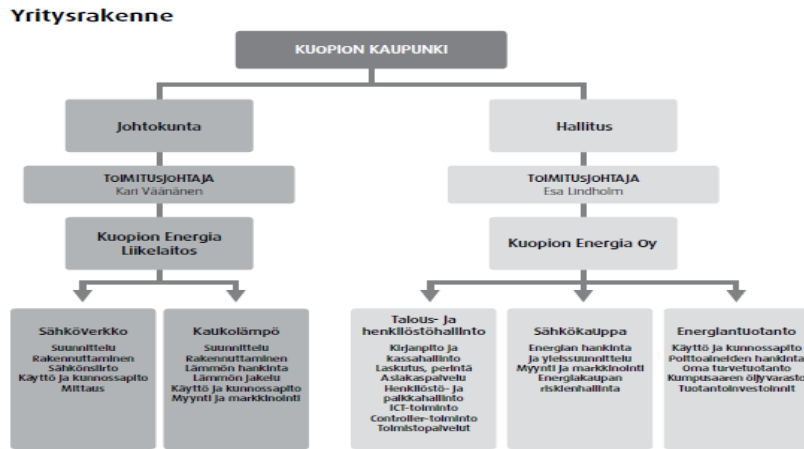 Yritysrakenne
KUOPION KAUPUNKI
Johtokunta
Hallitus
TOIMITUSJOHTAJA
Kari Väänänen
TOIMITUSJOHTAJA
Esa Lindholm
Kuopion Energia
Liikelaitos
Kuopion Energia Oy
Sähköverkko
Suunnittelu
Rakennuttaminen
Sähkönsiirto
Käyttö ja kunnossapito
Mittaus
Kaukolämpö
Suunnittelu
Rakennuttaminen
Lämmön hankinta
Lämmön jakelu
Käyttö ja kunnossapito
Myynti ja markkinointi
Talous- ja
henkilöstöhallinto
Kirjanpito ja
kassahallinto
Laskutus, perintä
Asiakaspalvelu
Henkilöstö- ja
palkkahallinto
ICT-toiminto
Controller-toiminto
Toimistopalvelut
Sähkökauppa
Energian hankinta
ja yleissuunnittelu
Myynti ja markkinointi
Energiakaupan
riskienhallinta
Energiantuotanto
Käyttö ja kunnossapito
Polttoaineiden hankinta
Oma turvetuotanto
Kumpusaaren öljyvarasto
Tuotantoinvestoinnit